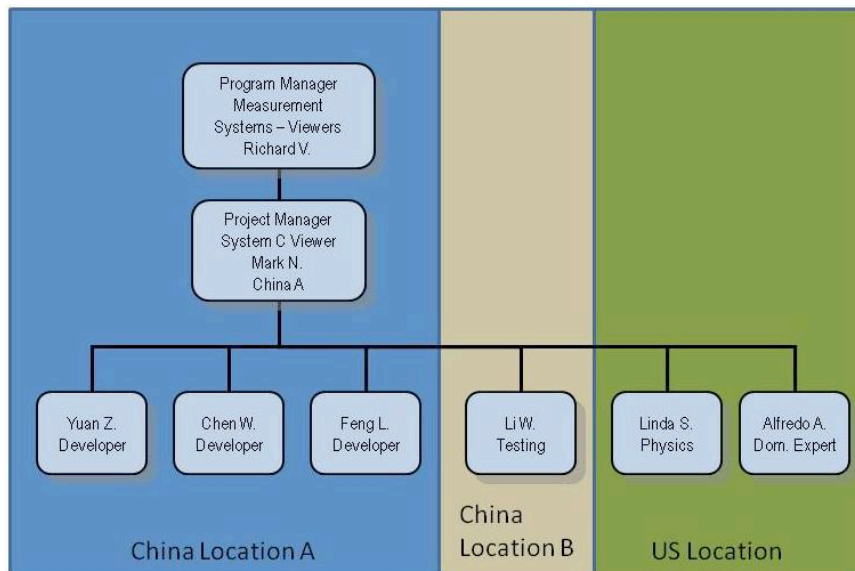 Program Manager
Measurement
Systems – Viewers
Richard V.
Project Manager
System C Viewer
Mark N.
China A
Yuan Z.
Developer
Chen W.
Developer
Feng L.
Developer
Li W.
Testing
Linda S.
Physics
Alfredo A.
Dom. Expert
China Location A
China
Location B
US Location